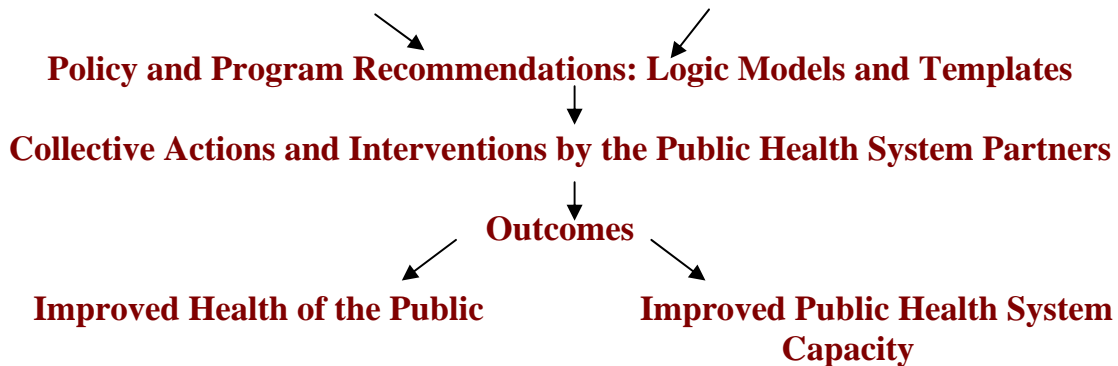 Policy and Program Recommendations: Logic Models and Templates
Collective Actions and Interventions by the Public Health System Partners
Outcomes
Improved Health of the Public
Improved Public Health System
Capacity